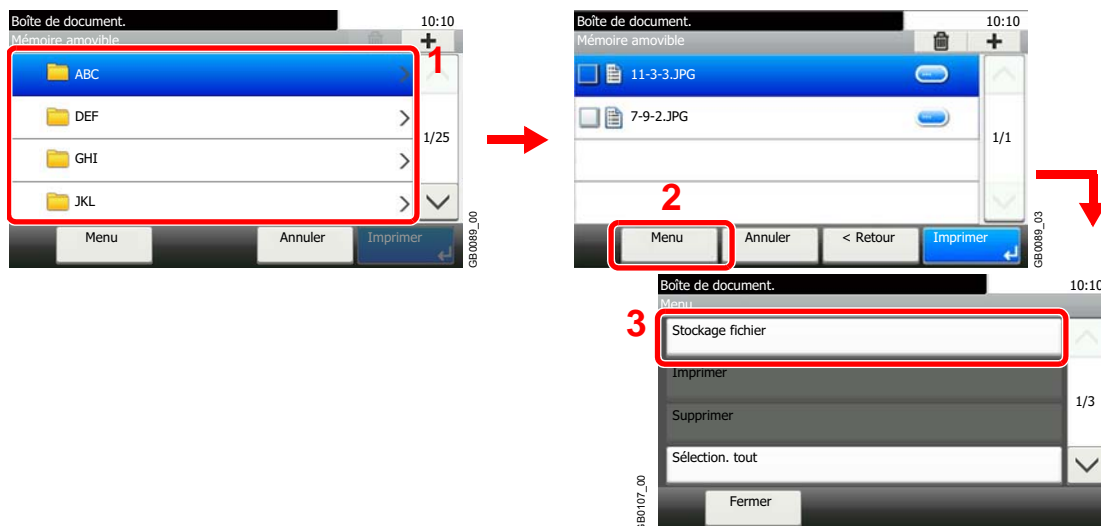 Boîte de document. 10:10
Mémoire amovible
1
ABC
DEF
1/25
GHI
JKL
Menu Annuler Imprimer
GB0089_00
Boîte de document. 10:10
Mémoire amovible
11-3-3.JPG
7-9-2.JPG
1/1
2
Menu Annuler < Retour Imprimer
GB0089_03
Boîte de document. 10:10
Menu
3
Stockage fichier
Imprimer
1/3
Supprimer
Sélection. tout
Fermer
GB0107_00